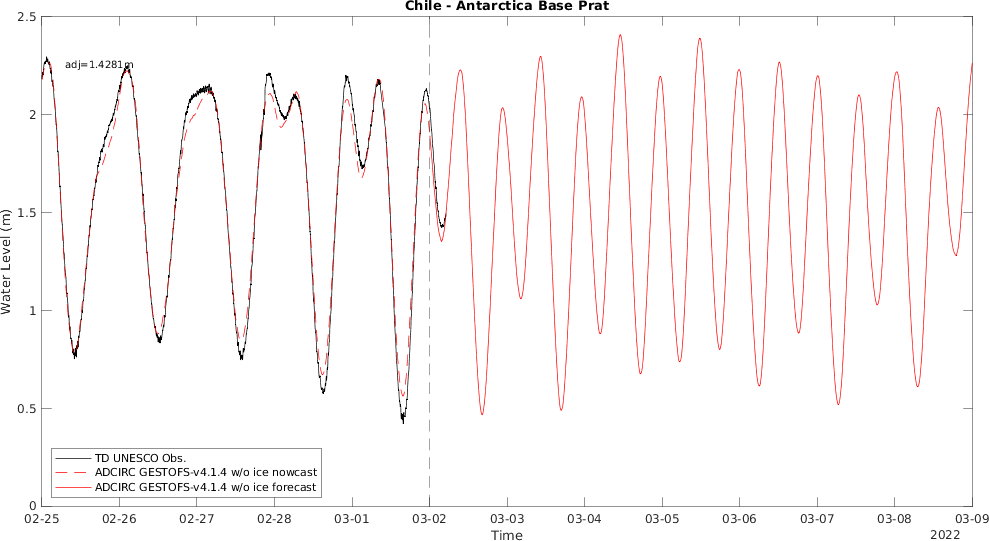 Chile - Antarctica Base Prat
2.5
adj=1.4281m
2
1.5
Water Level (m)
1
0.5
TD UNESCO Obs.
ADCIRC GESTOFS-v4.1.4 w/o ice nowcast
ADCIRC GESTOFS-v4.1.4 w/o ice forecast
0
02-25 02-26 02-27 02-28 03-01 03-02 03-03 03-04 03-05 03-06 03-07 03-08 03-09
Time
2022